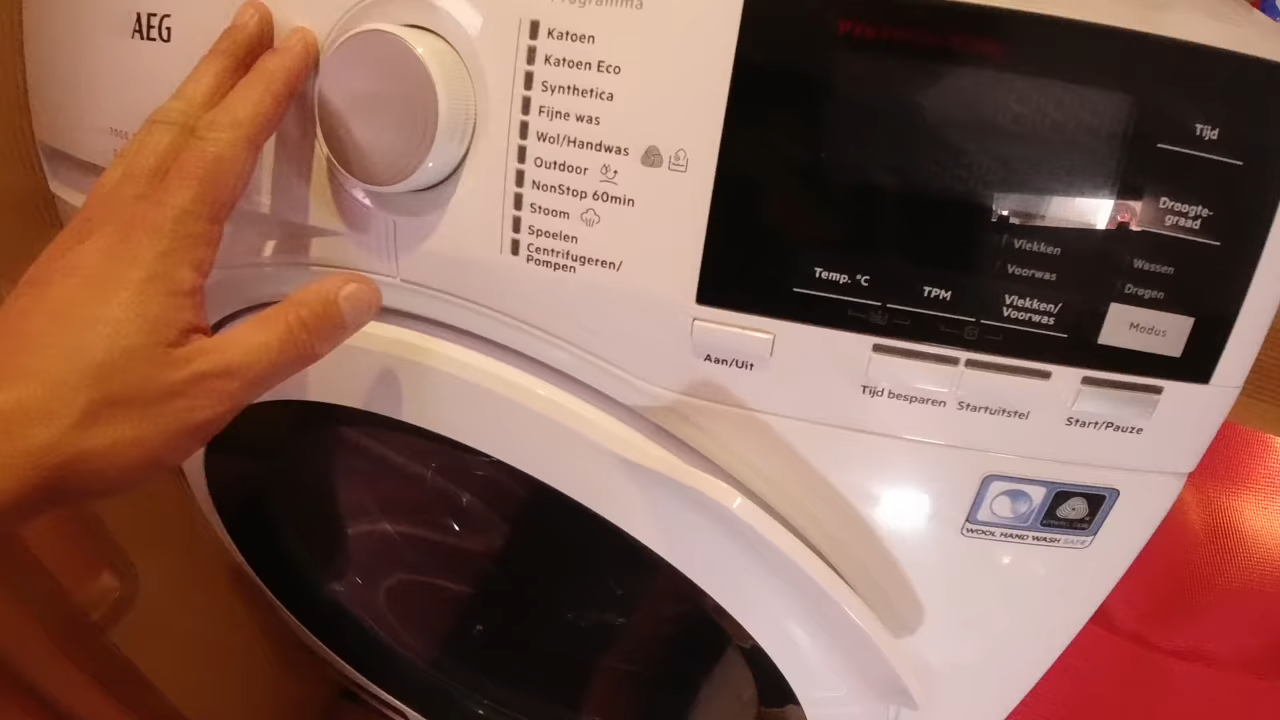 AEG
Programma
Katoen
Katoen Eco
Synthetica
Fijne was
Wol/Handwas
Outdoor
NonStop 60min
Stoom
Spoelen
Centrifugeren/
Pompen
Tijd
Droogte-
graad
Vlekken
Voorwas
Wassen
Drogen
Temp. °C
TPM
Vlekken/
Voorwas
Modus
Aan/Uit
Tijd besparen
Startuitstel
Start/Pauze
WOOL HAND WASH SAFE